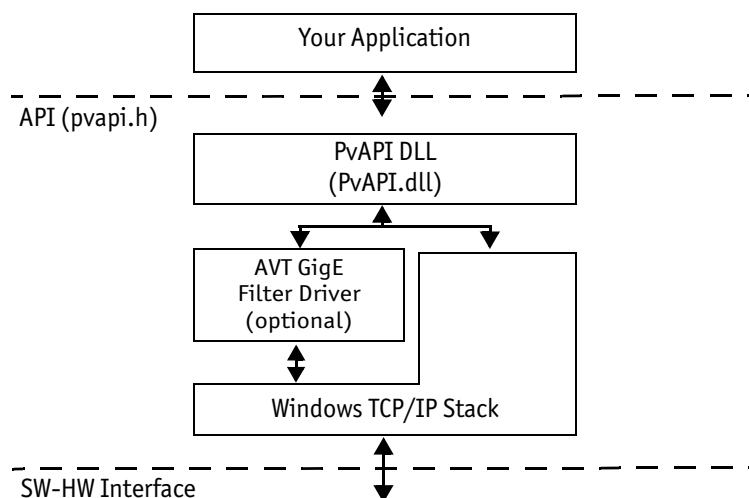 Your Application
API (pvapi.h)
PvAPI DLL
(PvAPI.dll)
AVT GigE
Filter Driver
(optional)
Windows TCP/IP Stack
SW-HW Interface